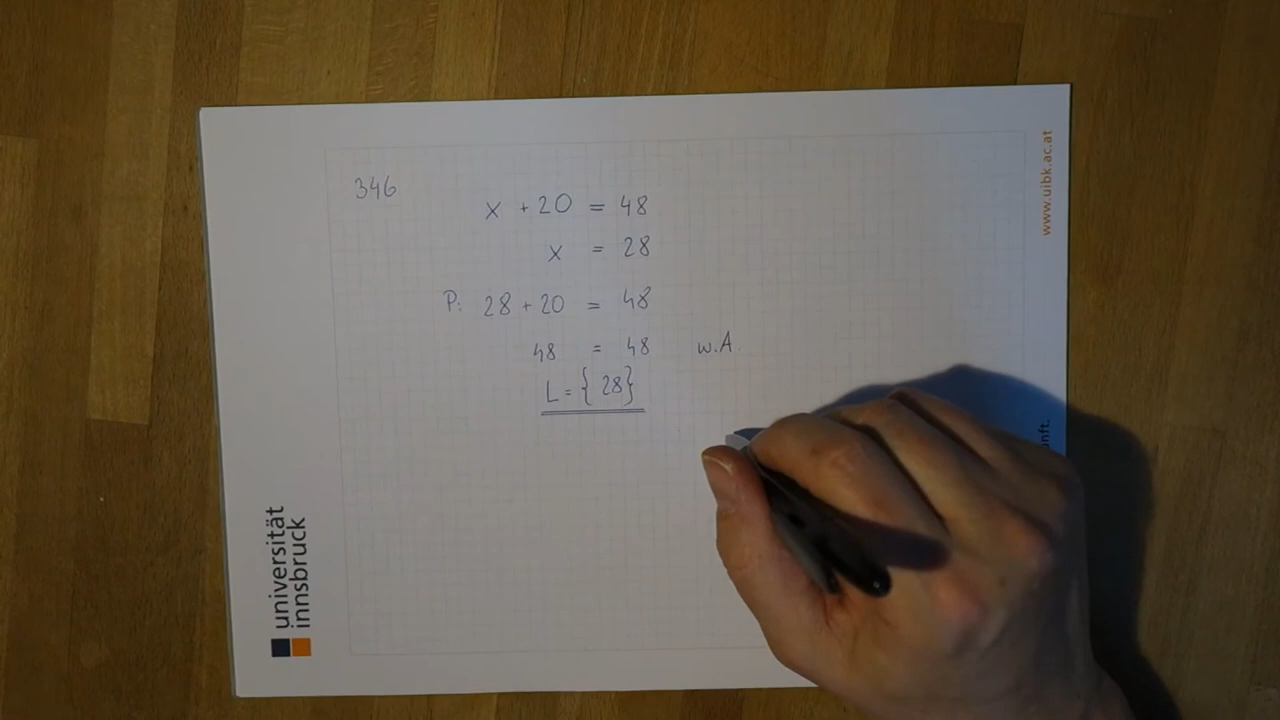 346
x + 20 = 48
x = 28
P: 28 + 20 = 48
48 = 48 w.A.
L = { 28}
universität
innsbruck
www.uibk.ac.at